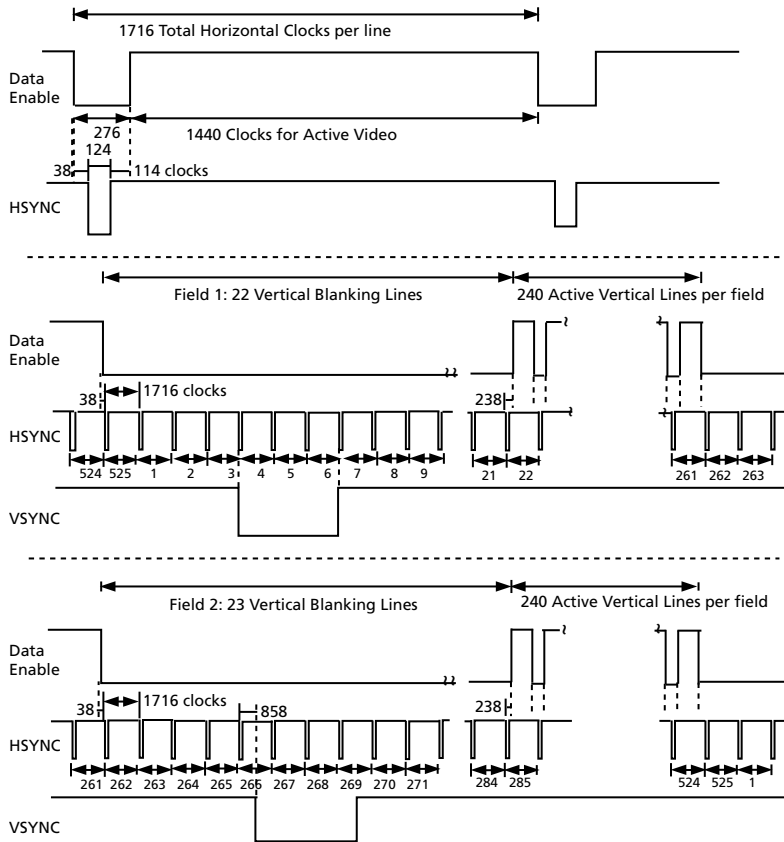 1716 Total Horizontal Clocks per line
Data
Enable
276
1440 Clocks for Active Video
124
38
114 clocks
HSYNC
Field 1: 22 Vertical Blanking Lines
240 Active Vertical Lines per field
Data
Enable
1716 clocks
38
238
HSYNC
524 525 1 2 3 4 5 6 7 8 9 21 22 261 262 263
VSYNC
Field 2: 23 Vertical Blanking Lines
240 Active Vertical Lines per field
Data
Enable
1716 clocks
38
858
238
HSYNC
261 262 263 264 265 266 267 268 269 270 271 284 285 524 525 1
VSYNC